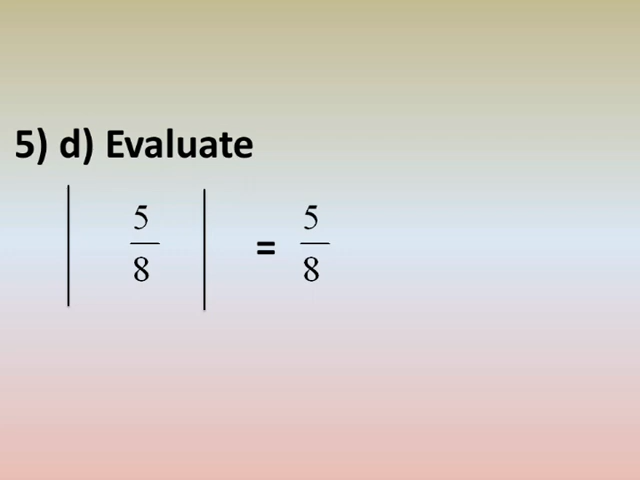 5) d) Evaluate
| 5/8 | = 5/8